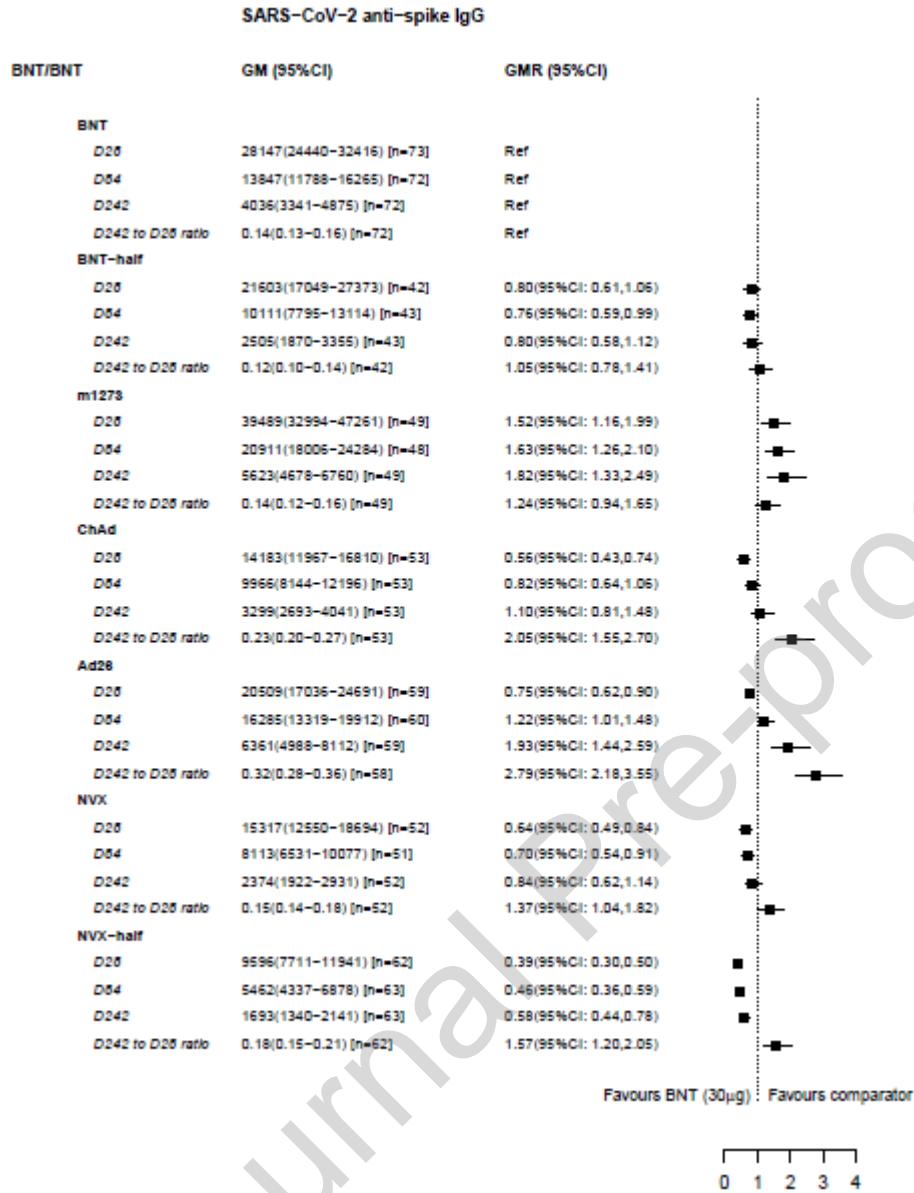 SARS-CoV-2 anti-spike IgG
BNT/BNT GM (95%CI) GMR (95%CI)
BNT
D28 28147(24440-32416) [n=73] Ref
D84 13847(11788-16265) [n=72] Ref
D242 4036(3341-4875) [n=72] Ref
D242 to D28 ratio 0.14(0.13-0.16) [n=72] Ref
BNT-half
D28 21603(17049-27373) [n=42] 0.80(95%CI: 0.61,1.06)
D84 10111(7795-13114) [n=43] 0.76(95%CI: 0.59,0.99)
D242 2505(1870-3355) [n=43] 0.80(95%CI: 0.58,1.12)
D242 to D28 ratio 0.12(0.10-0.14) [n=42] 1.05(95%CI: 0.78,1.41)
m1273
D28 39489(32994-47261) [n=49] 1.52(95%CI: 1.16,1.99)
D84 20911(18006-24284) [n=48] 1.63(95%CI: 1.26,2.10)
D242 5623(4678-6760) [n=49] 1.82(95%CI: 1.33,2.49)
D242 to D28 ratio 0.14(0.12-0.16) [n=49] 1.24(95%CI: 0.94,1.65)
ChAd
D28 14183(11967-16810) [n=53] 0.56(95%CI: 0.43,0.74)
D84 9966(8144-12196) [n=53] 0.82(95%CI: 0.64,1.06)
D242 3299(2693-4041) [n=53] 1.10(95%CI: 0.81,1.48)
D242 to D28 ratio 0.23(0.20-0.27) [n=53] 2.05(95%CI: 1.55,2.70)
Ad26
D28 20509(17036-24691) [n=59] 0.75(95%CI: 0.62,0.90)
D84 16285(13319-19912) [n=60] 1.22(95%CI: 1.01,1.48)
D242 6361(4988-8112) [n=59] 1.93(95%CI: 1.44,2.59)
D242 to D28 ratio 0.32(0.28-0.36) [n=58] 2.79(95%CI: 2.18,3.55)
NVX
D28 15317(12550-18694) [n=52] 0.64(95%CI: 0.49,0.84)
D84 8113(6531-10077) [n=51] 0.70(95%CI: 0.54,0.91)
D242 2374(1922-2931) [n=52] 0.84(95%CI: 0.62,1.14)
D242 to D28 ratio 0.15(0.14-0.18) [n=52] 1.37(95%CI: 1.04,1.82)
NVX-half
D28 9596(7711-11941) [n=62] 0.39(95%CI: 0.30,0.50)
D84 5462(4337-6878) [n=63] 0.46(95%CI: 0.36,0.59)
D242 1693(1340-2141) [n=63] 0.58(95%CI: 0.44,0.78)
D242 to D28 ratio 0.18(0.15-0.21) [n=62] 1.57(95%CI: 1.20,2.05)
Favours BNT (30μg) Favours comparator
0 1 2 3 4
urnal Pre-pro